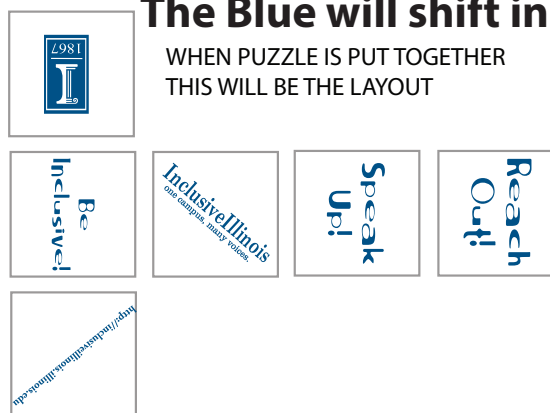 The Blue will shift in
WHEN PUZZLE IS PUT TOGETHER
THIS WILL BE THE LAYOUT
1867
I
Be
Inclusive!
InclusiveIllinois
one campus, many voices.
Speak
Up!
Reach
Out!
http://inclusiveillinois.illinois.edu